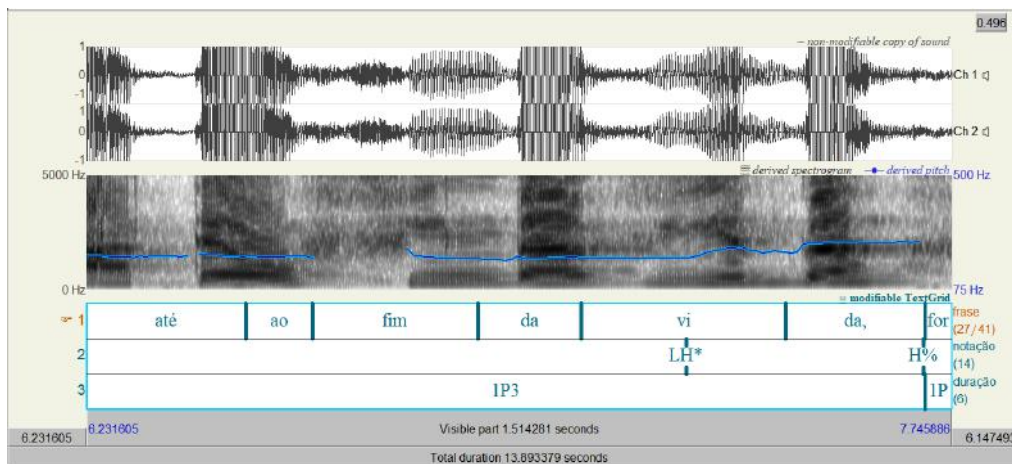 0.496
– non-modifiable copy of sound
1
0
-1
Ch 1
1
0
-1
Ch 2
derived spectrogram derived pitch
5000 Hz
500 Hz
0 Hz
75 Hz
= modifiable TextGrid
1 até ao fim da vi da, for frase (27/41)
2 LH* H% notação (14)
3 1P3 1P duração (6)
6.231605 6.231605 Visible part 1.514281 seconds 7.745886 6.147493
Total duration 13.893379 seconds